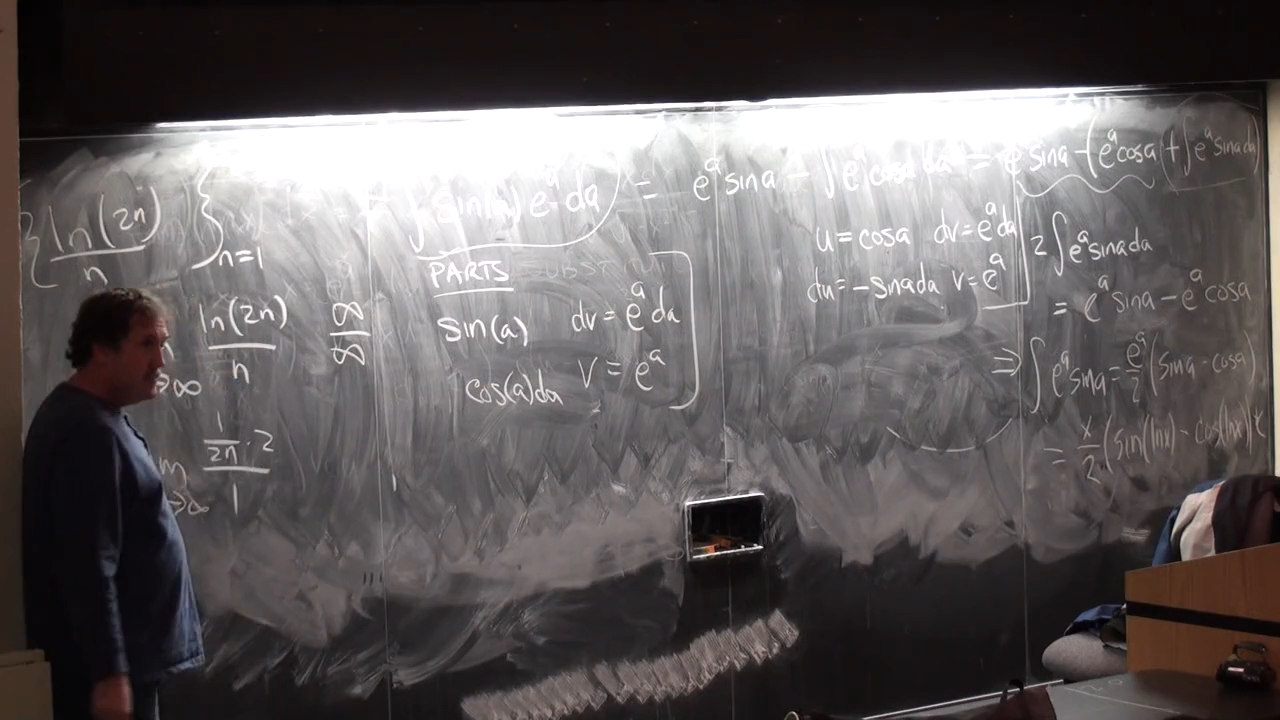 { ln(2n) / n } n=1
ln(2n) / n ∞/∞
→∞
1/2n · 2 / 1
→∞
∫ sin(a) e^a da = e^a sin a - ∫ e^a cos a da = e^a sin a - (e^a cos a + ∫ e^a sin a da)
PARTS
sin(a) dv = e^a da
cos(a)da v = e^a
u = cos a dv = e^a da
du = -sin a da v = e^a
2 ∫ e^a sin a da
= e^a sin a - e^a cos a
⇒ ∫ e^a sin a = e^a/2 (sin a - cos a)
= x/2 (sin(ln x) - cos(ln x))